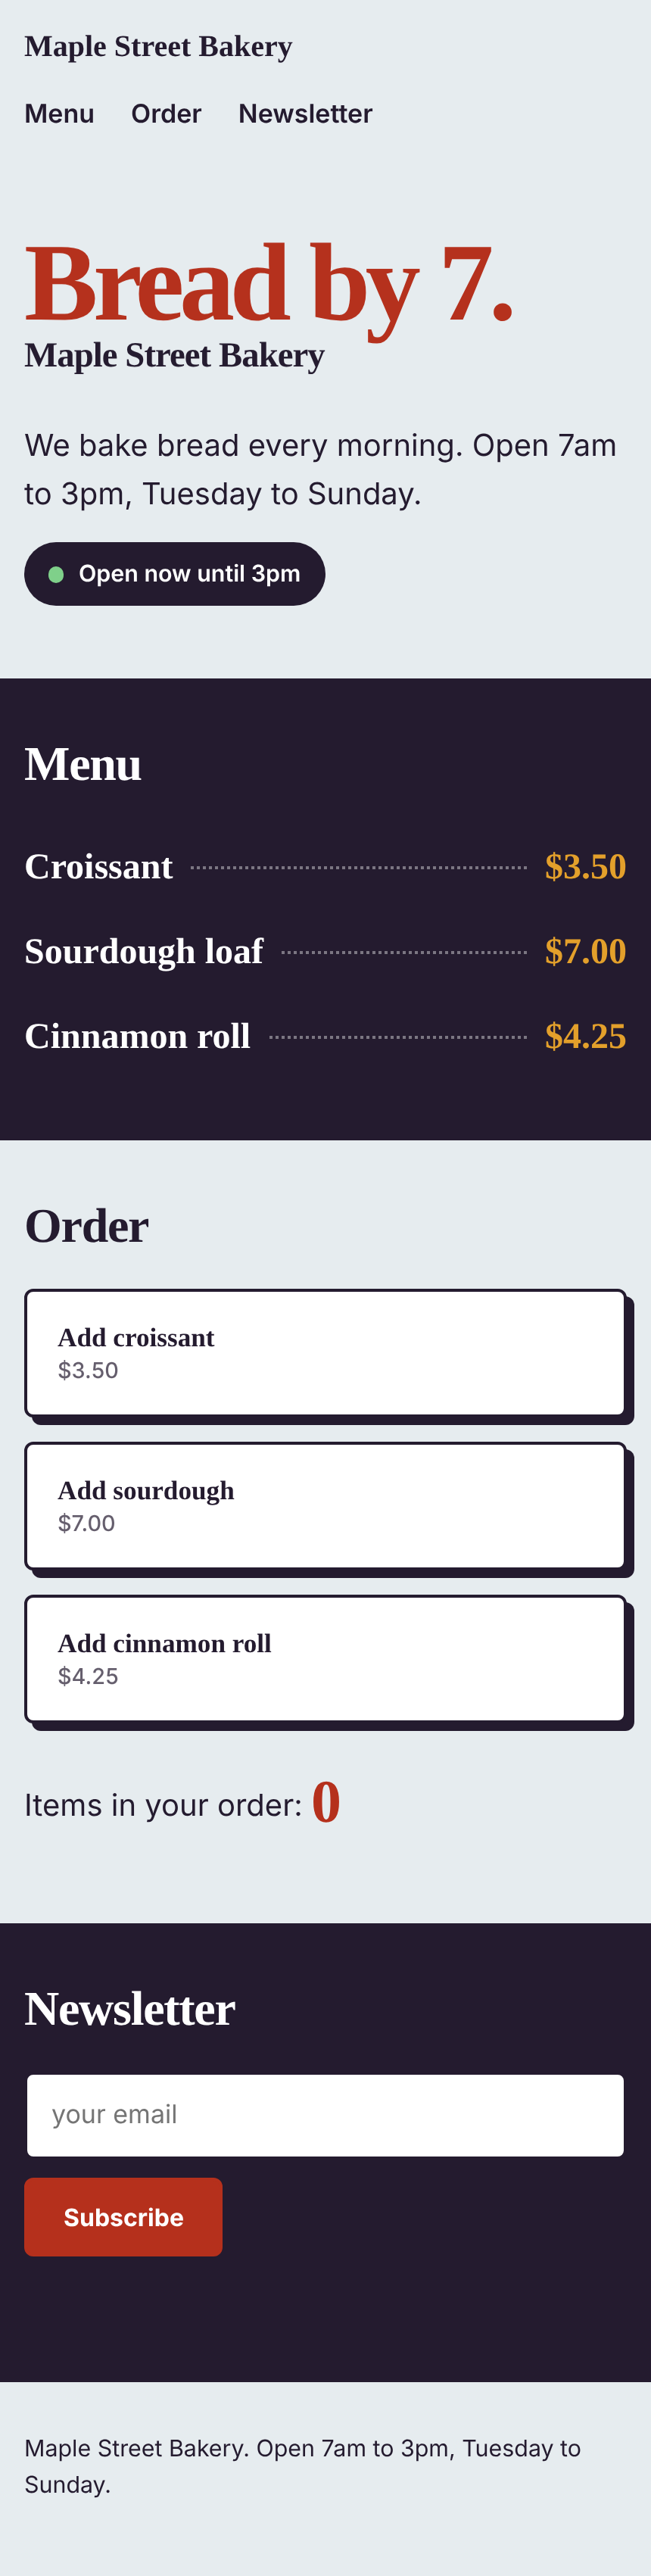 Maple Street Bakery
Menu Order Newsletter
Bread by 7.
Maple Street Bakery
We bake bread every morning. Open 7am
to 3pm, Tuesday to Sunday.
Open now until 3pm
Menu
Croissant $3.50
Sourdough loaf $7.00
Cinnamon roll $4.25
Order
Add croissant
$3.50
Add sourdough
$7.00
Add cinnamon roll
$4.25
Items in your order: 0
Newsletter
your email
Subscribe
Maple Street Bakery. Open 7am to 3pm, Tuesday to
Sunday.